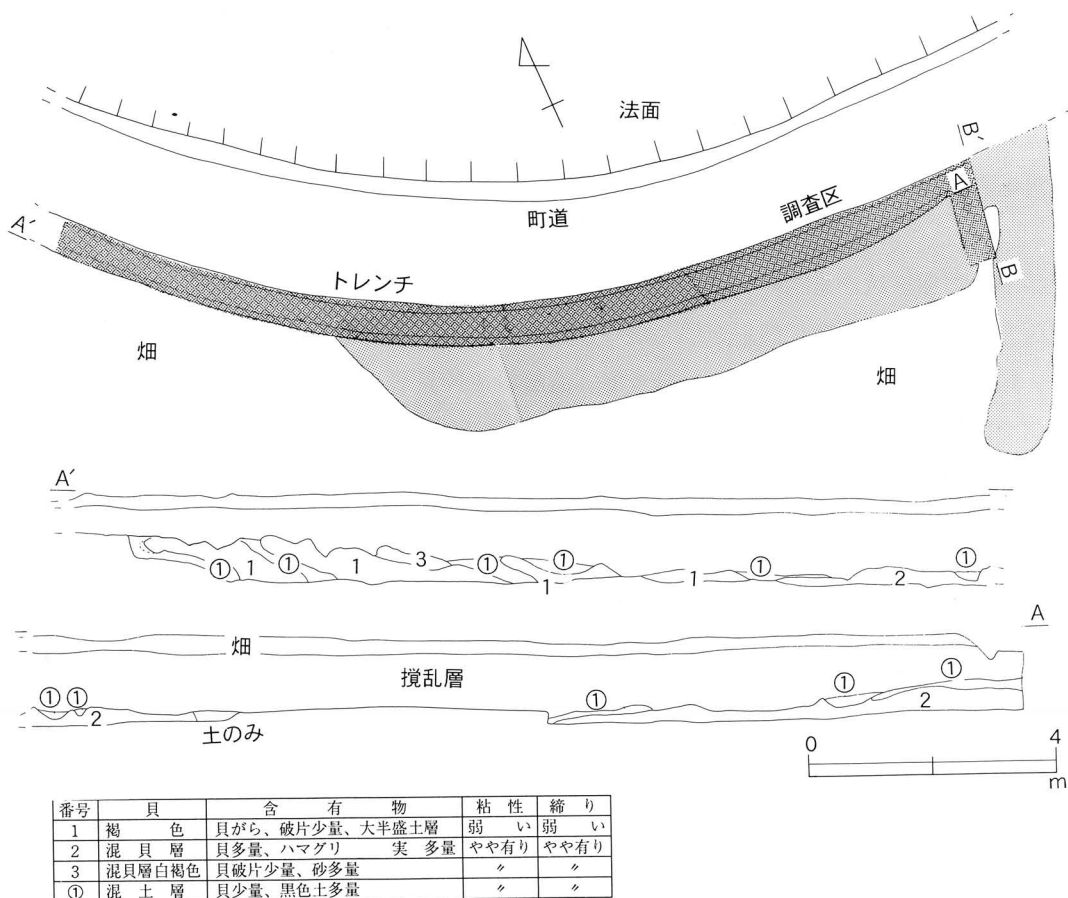 法面
B′
A
調査区
町道
A′
トレンチ
B
畑
畑
A′
① 1 ① 1 3 ① ① 1 1 ① 2 ①
A
畑
撹乱層
① ① 2 ① ① ① 2
土のみ
0 4
m
番号 貝 含有物 粘性 締り
1 褐色 貝がら、破片少量、大半盛土層 弱い 弱い
2 混貝層 貝多量、ハマグリ 実 多量 やや有り やや有り
3 混貝層白褐色 貝破片少量、砂多量 〃 〃
① 混土層 貝少量、黒色土多量 〃 〃